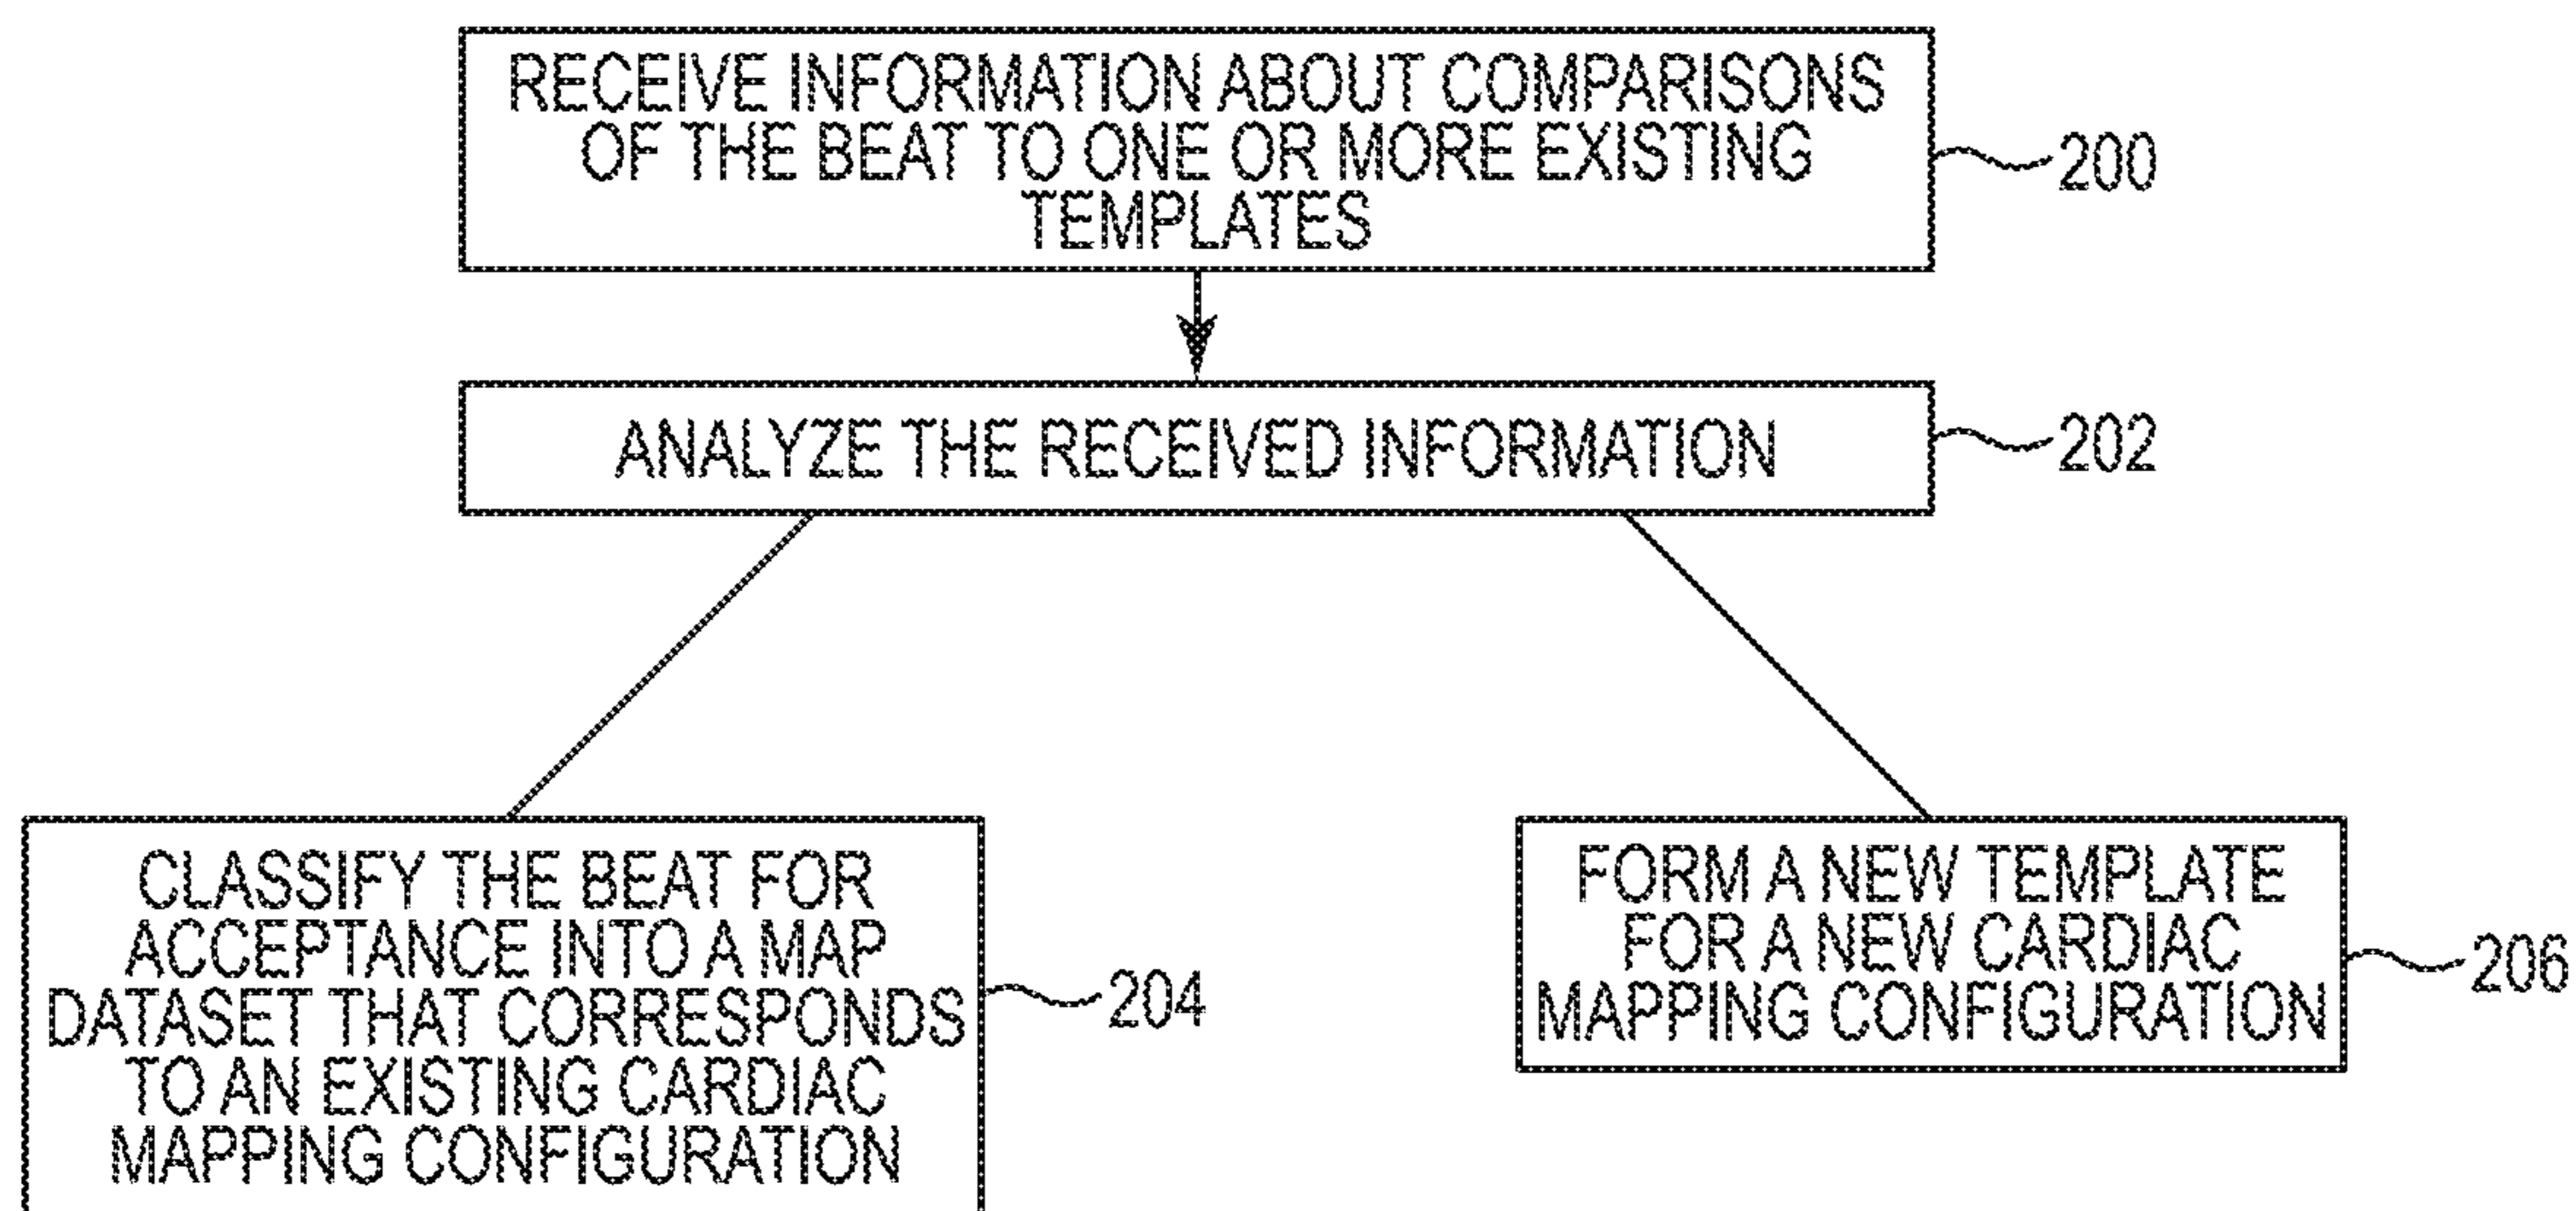 RECEIVE INFORMATION ABOUT COMPARISONS
OF THE BEAT TO ONE OR MORE EXISTING
TEMPLATES
200
ANALYZE THE RECEIVED INFORMATION
202
CLASSIFY THE BEAT FOR
ACCEPTANCE INTO A MAP
DATASET THAT CORRESPONDS
TO AN EXISTING CARDIAC
MAPPING CONFIGURATION
204
FORM A NEW TEMPLATE
FOR A NEW CARDIAC
MAPPING CONFIGURATION
206